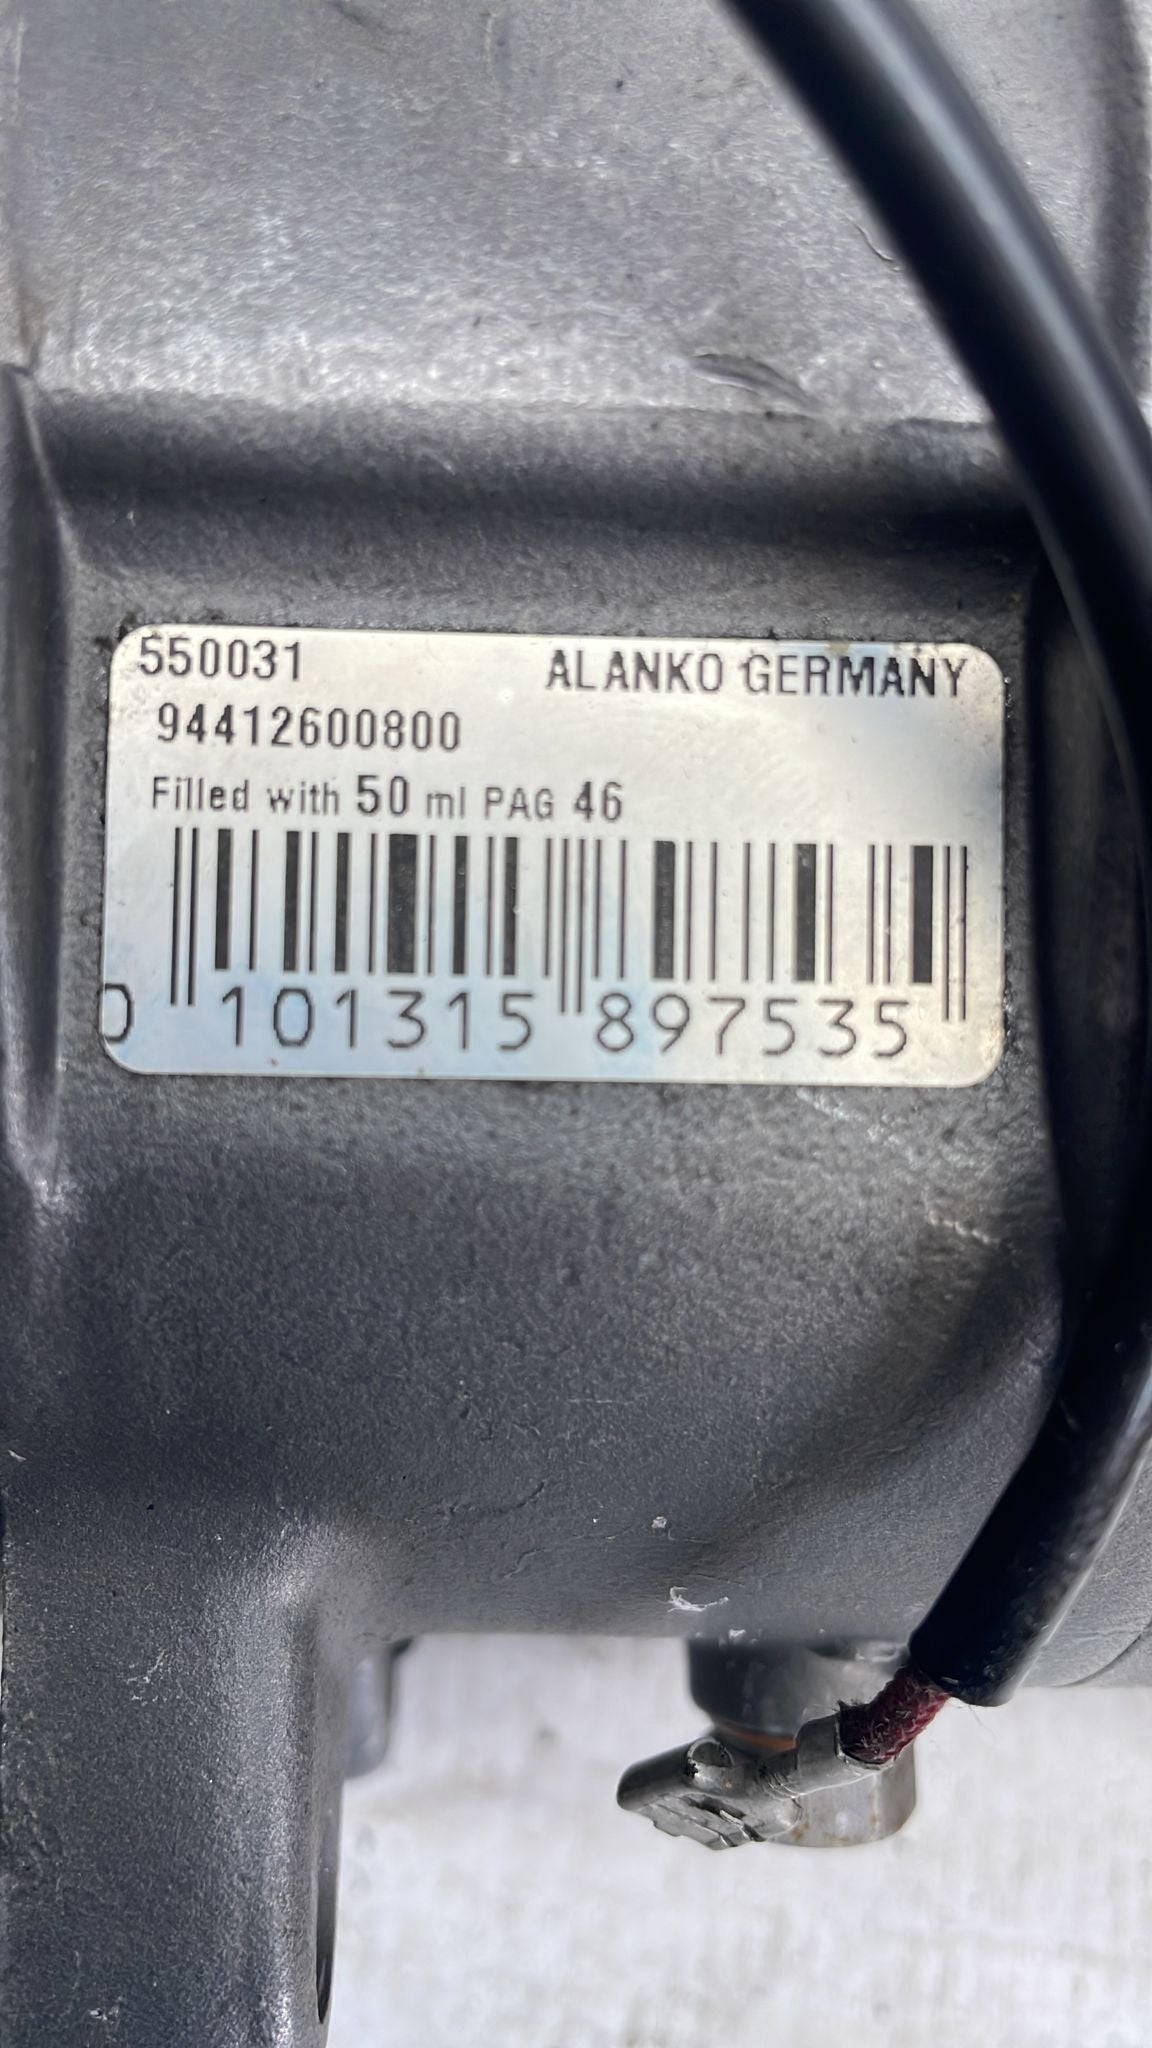 550031 ALANKO GERMANY
94412600800
Filled with 50 ml PAG 46
0 101315 897535